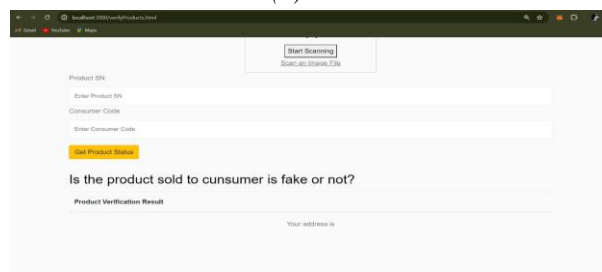 localhost:3000/verifyProducts.html
Gmail YouTube Maps
Start Scanning
Scan an Image File
Product SN:
Enter Product SN
Consumer Code
Enter Consumer Code
Get Product Status
Is the product sold to cunsumer is fake or not?
Product Verification Result
Your address is